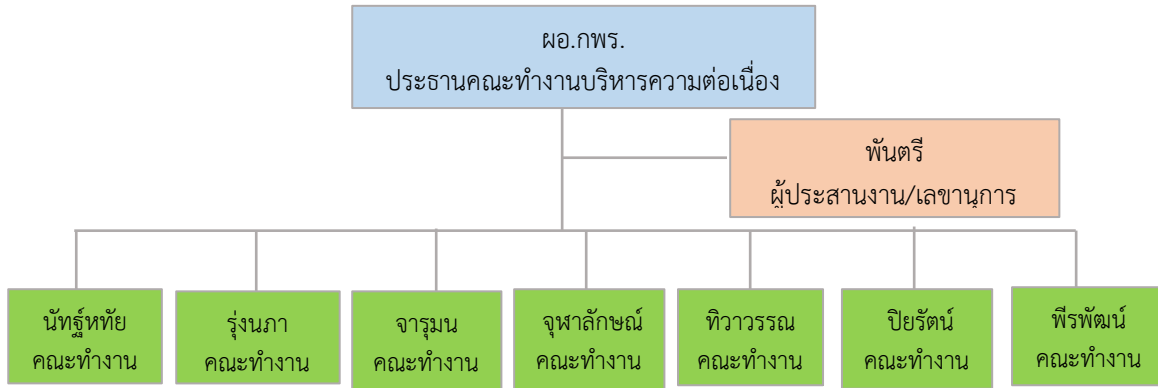 ผอ.กพร.
ประธานคณะทำงานบริหารความต่อเนื่อง
พันตรี
ผู้ประสานงาน/เลขานุการ
นัทฐ์หทัย
คณะทำงาน
รุ่งนภา
คณะทำงาน
จารุมน
คณะทำงาน
จุฬาลักษณ์
คณะทำงาน
ทิวาวรรณ
คณะทำงาน
ปิยรัตน์
คณะทำงาน
พีรพัฒน์
คณะทำงาน